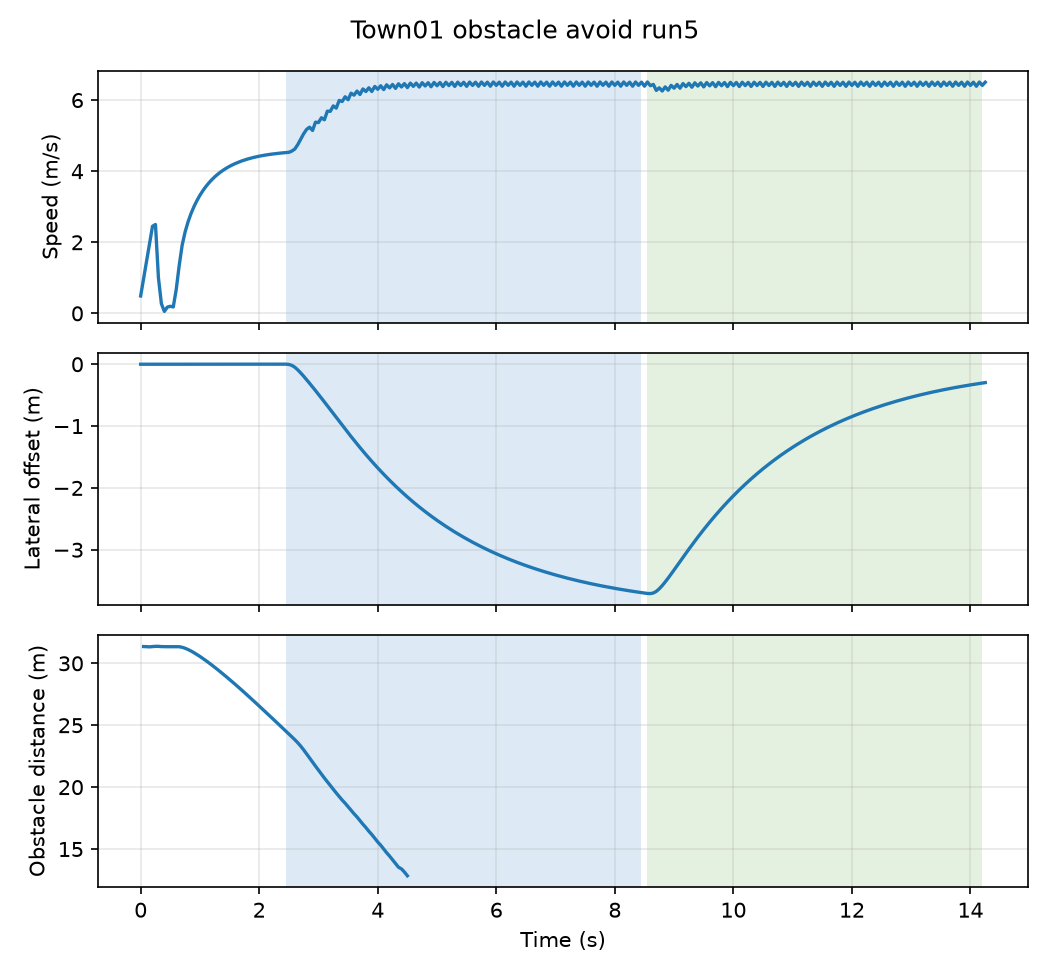 Town01 obstacle avoid run5
Speed (m/s)
6
4
2
0
Lateral offset (m)
0
−1
−2
−3
Obstacle distance (m)
30
25
20
15
0 2 4 6 8 10 12 14
Time (s)